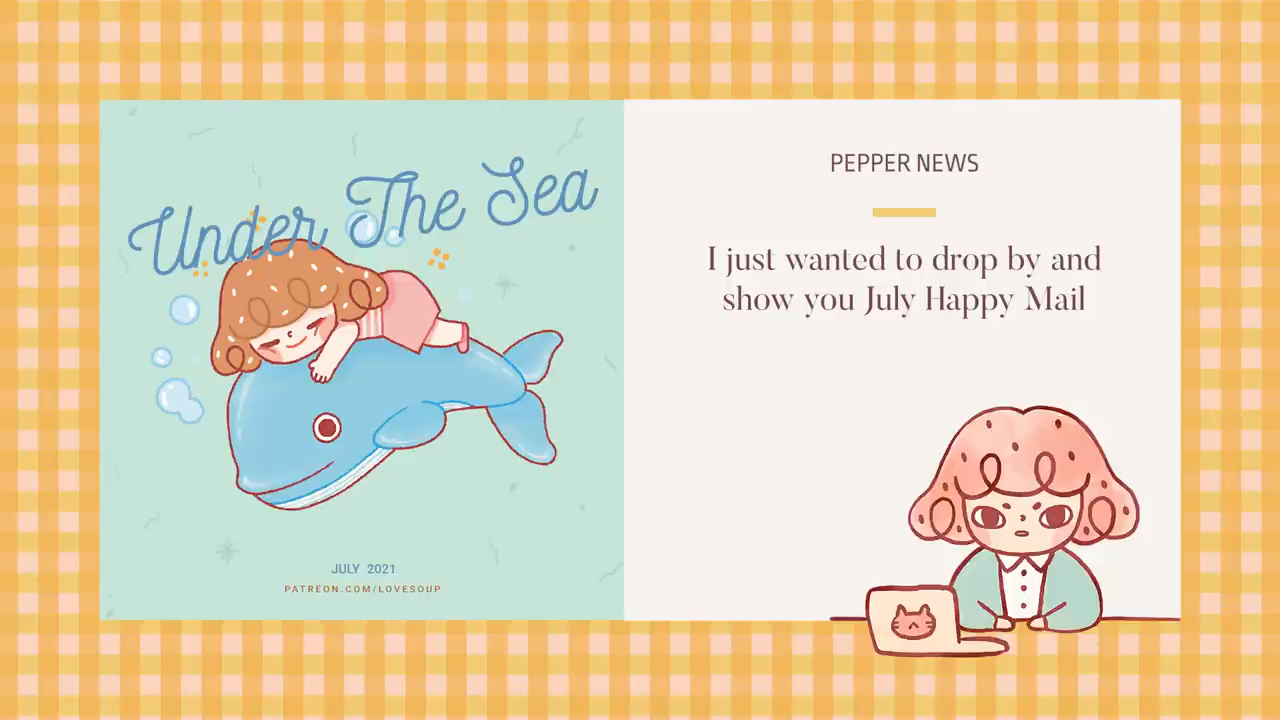 Under The Sea
JULY 2021
PATREON.COM/LOVESOUP
PEPPER NEWS
I just wanted to drop by and
show you July Happy Mail